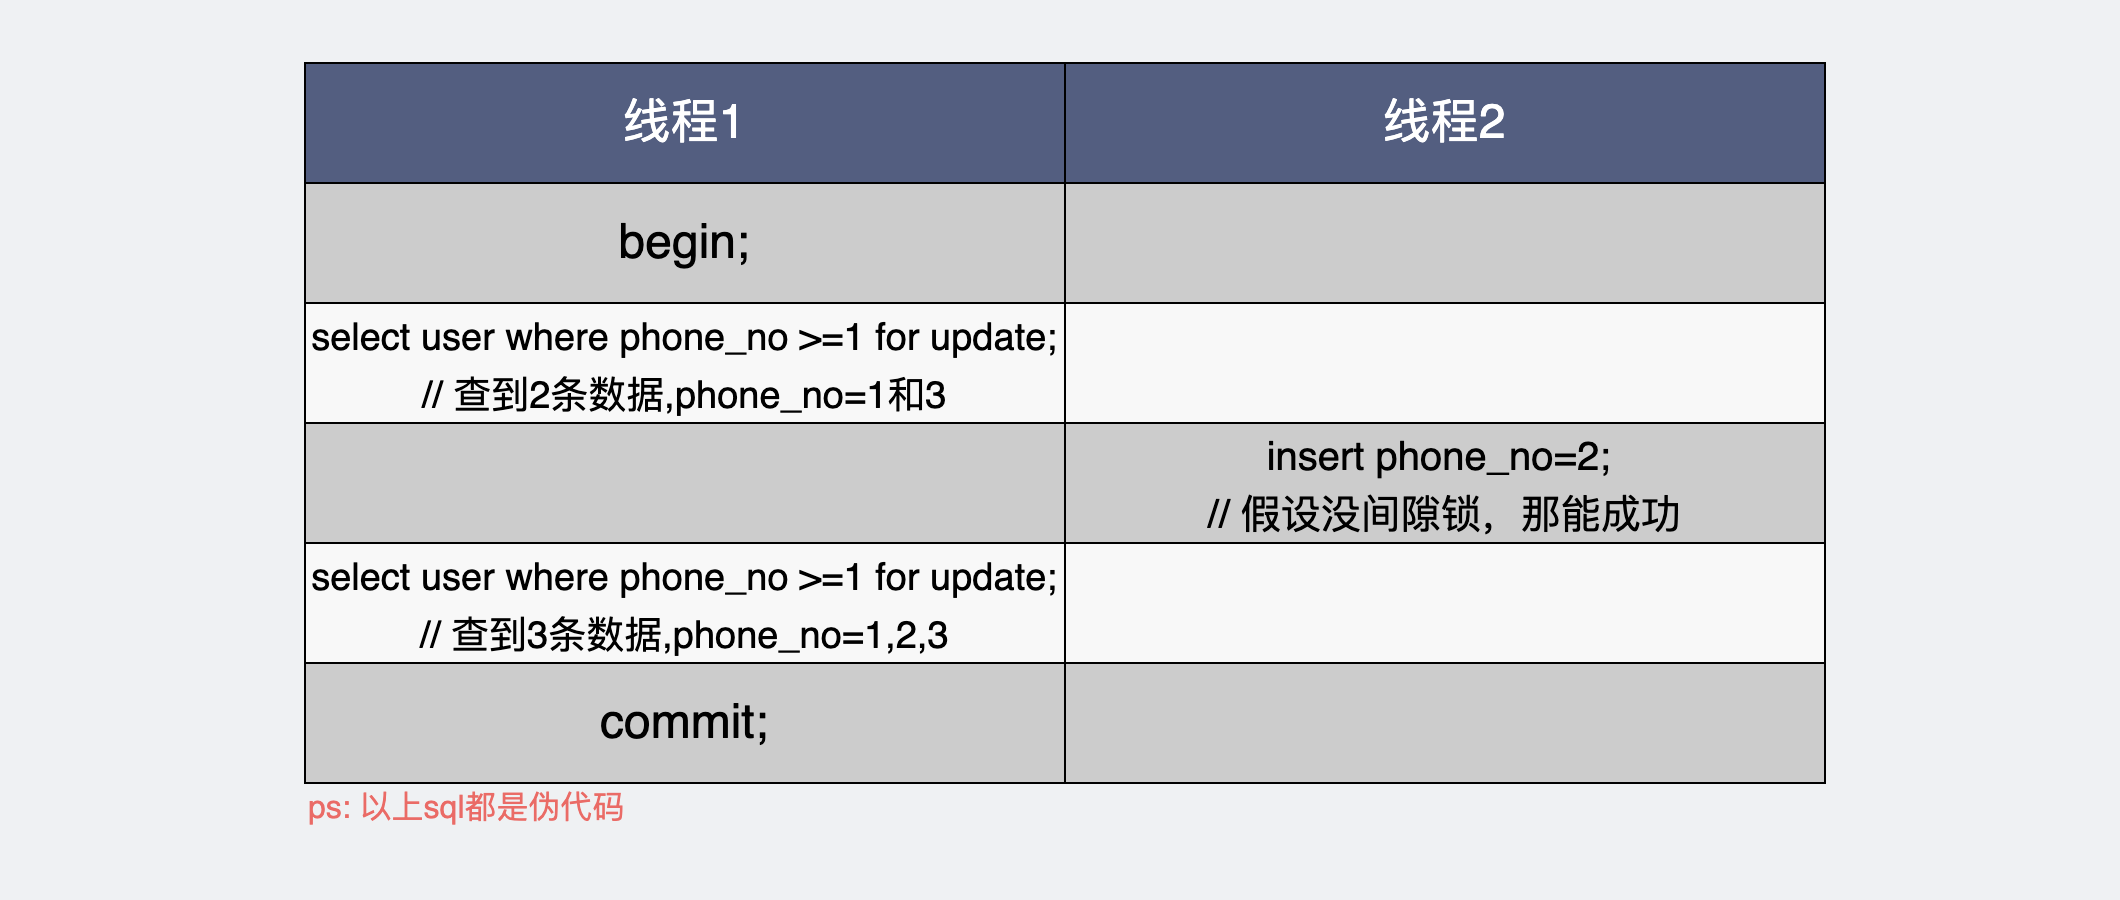 线程1
线程2
begin;
select user where phone_no >=1 for update;
// 查到2条数据,phone_no=1和3
insert phone_no=2;
// 假设没间隙锁，那能成功
select user where phone_no >=1 for update;
// 查到3条数据,phone_no=1,2,3
commit;
ps: 以上sql都是伪代码